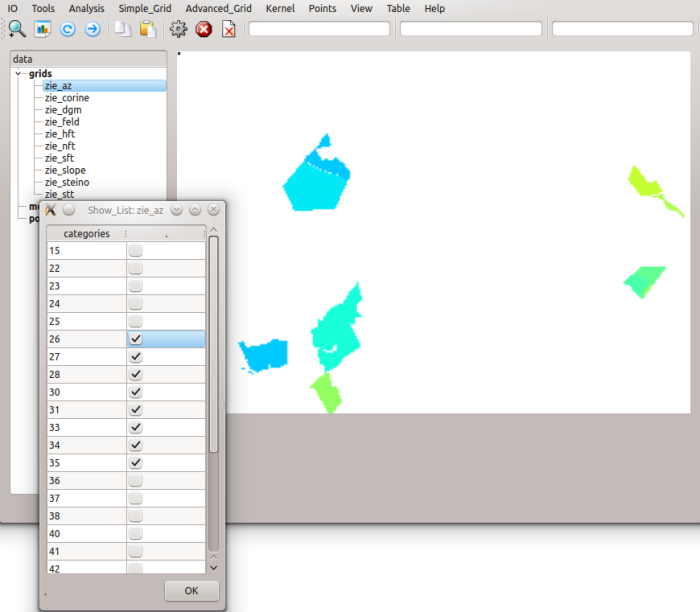 IO Tools Analysis Simple_Grid Advanced_Grid Kernel Points View Table Help
data
grids
zie_az
zie_corine
zie_dgm
zie_feld
zie_hft
zie_nft
zie_sft
zie_slope
zie_steino
zie_stt
Show_List: zie_az
categories .
15
22
23
24
25
26
27
28
30
31
33
34
35
36
37
38
40
41
42
. OK